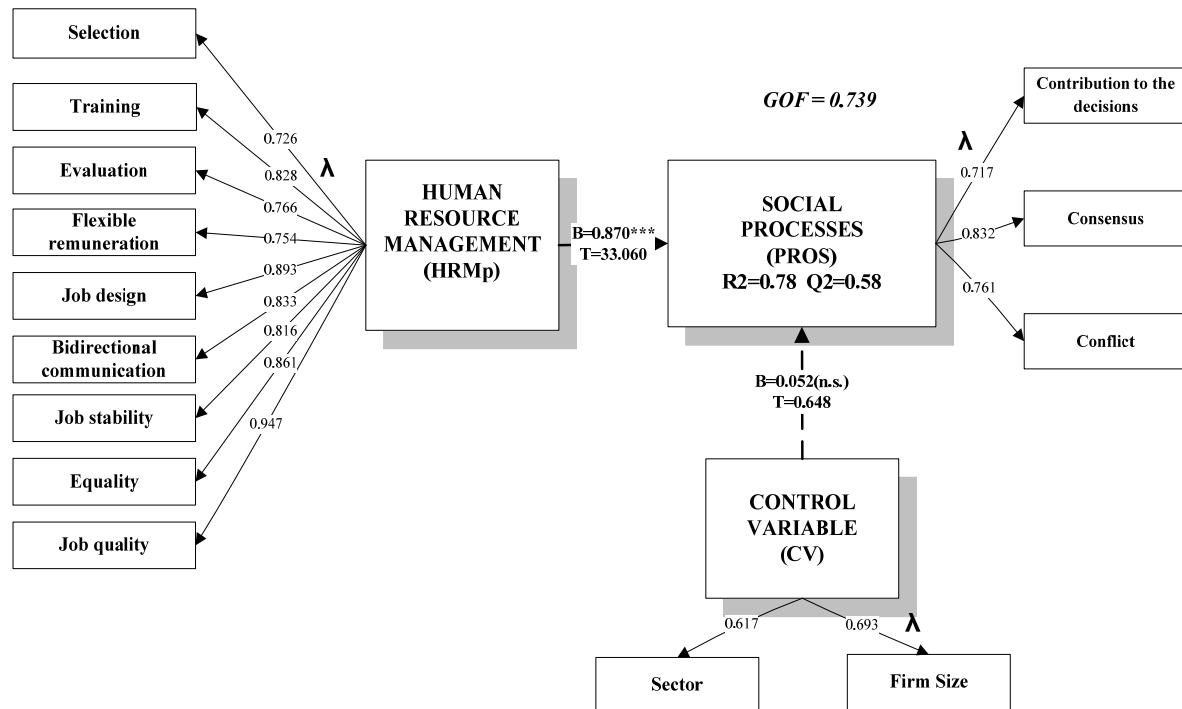 Selection
Training
Evaluation
Flexible
remuneration
Job design
Bidirectional
communication
Job stability
Equality
Job quality
0.726
λ
0.828
0.766
0.754
0.893
0.833
0.816
0.861
0.947
HUMAN
RESOURCE
MANAGEMENT
(HRMp)
B=0.870***
T=33.060
GOF = 0.739
SOCIAL
PROCESSES
(PROS)
R2=0.78 Q2=0.58
λ
0.717
0.832
0.761
Contribution to the
decisions
Consensus
Conflict
B=0.052(n.s.)
T=0.648
CONTROL
VARIABLE
(CV)
0.617
0.693
λ
Sector
Firm Size